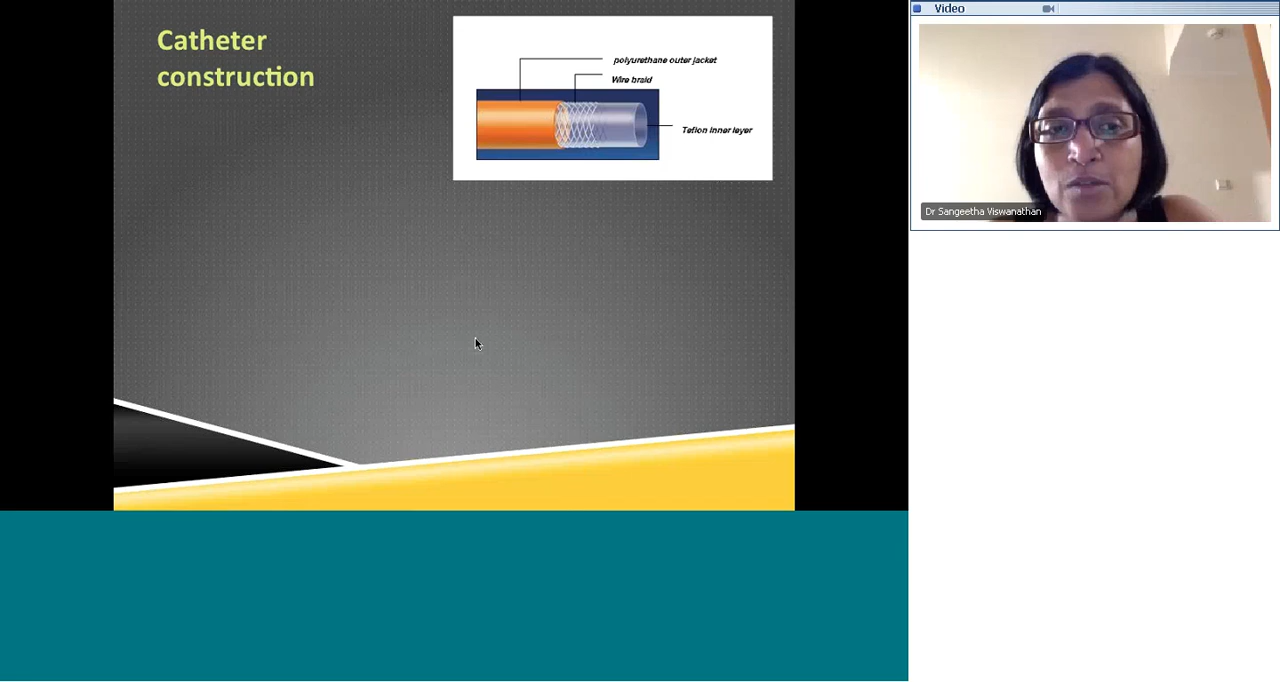 Catheter
construction
polyurethane outer jacket
Wire braid
Teflon inner layer
Video
Dr Sangeetha Viswanathan